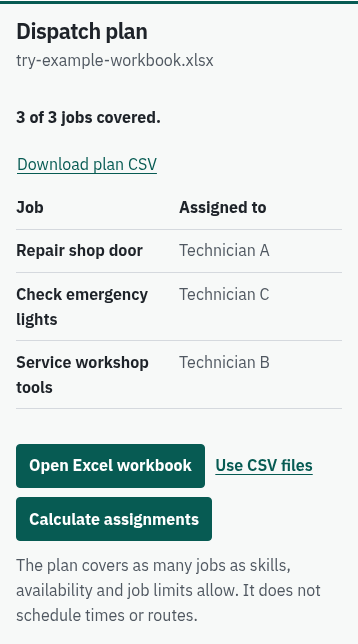 Dispatch plan
try-example-workbook.xlsx
3 of 3 jobs covered.
Download plan CSV
Job Assigned to
Repair shop door Technician A
Check emergency lights Technician C
Service workshop tools Technician B
Open Excel workbook Use CSV files
Calculate assignments
The plan covers as many jobs as skills,
availability and job limits allow. It does not
schedule times or routes.